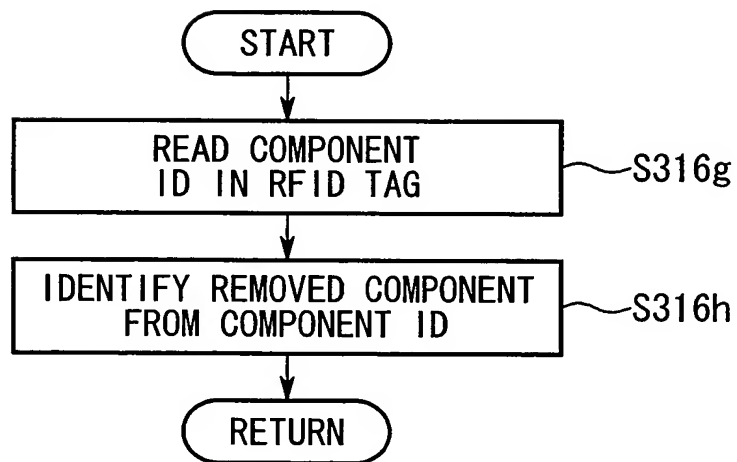 START
READ COMPONENT
ID IN RFID TAG
S316g
IDENTIFY REMOVED COMPONENT
FROM COMPONENT ID
S316h
RETURN